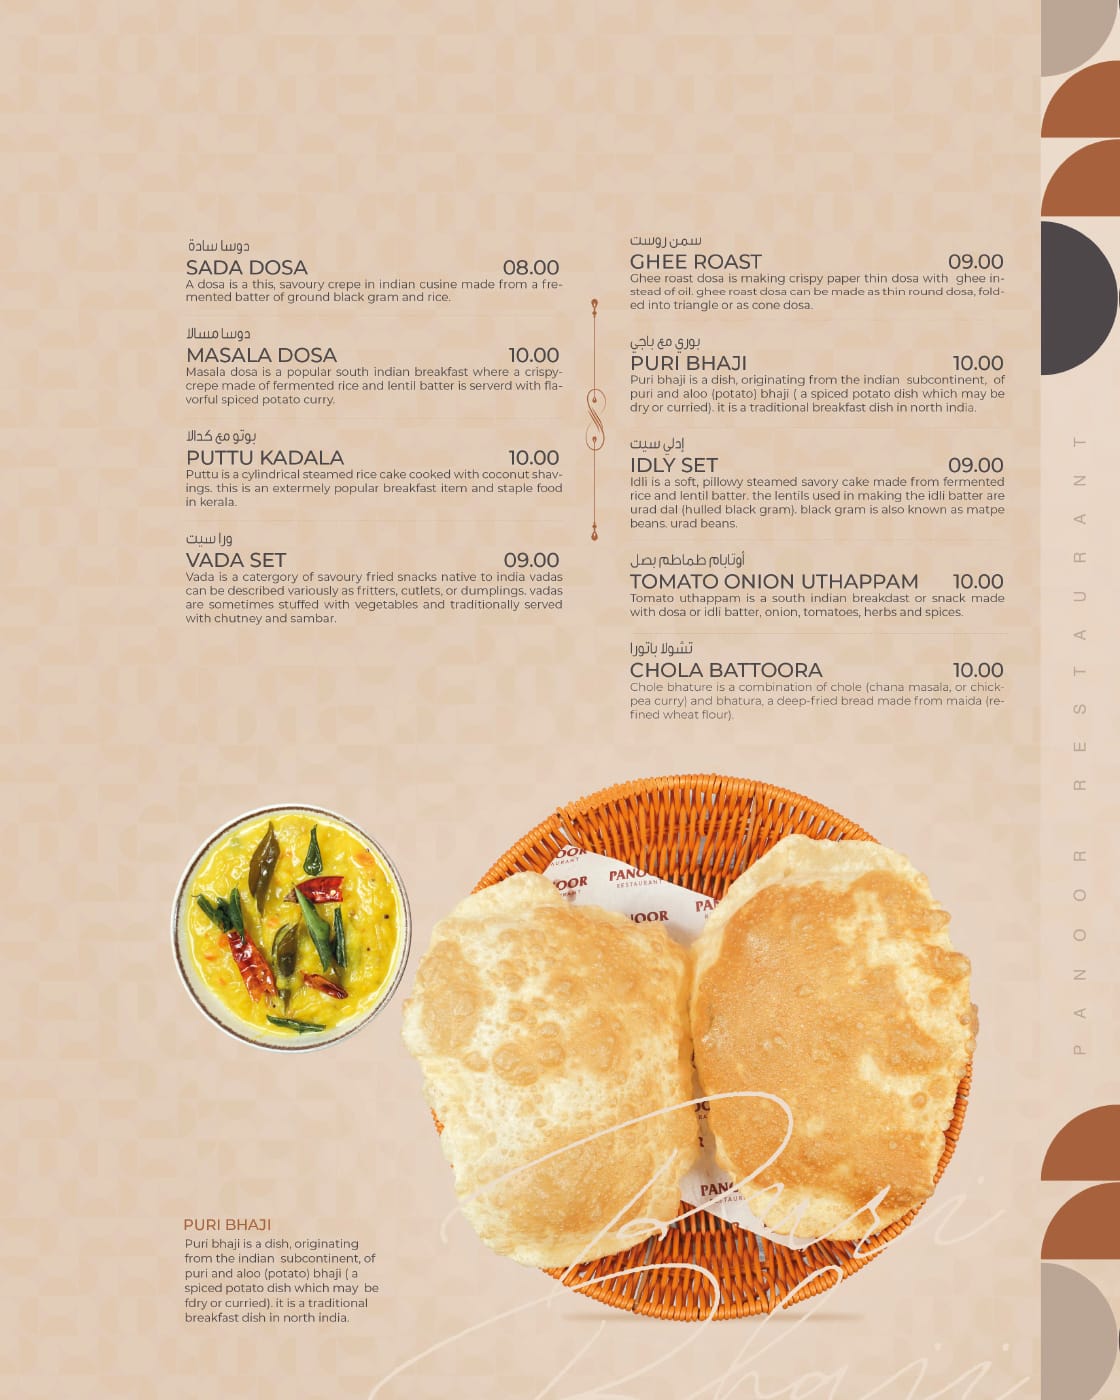 دوسا سادة
SADA DOSA 08.00
A dosa is a this, savoury crepe in indian cusine made from a fre-
mented batter of ground black gram and rice.
دوسا مسالا
MASALA DOSA 10.00
Masala dosa is a popular south indian breakfast where a crispy-
crepe made of fermented rice and lentil batter is serverd with fla-
vorful spiced potato curry.
بوتو مع كدالا
PUTTU KADALA 10.00
Puttu is a cylindrical steamed rice cake cooked with coconut shav-
ings. this is an extermely popular breakfast item and staple food
in kerala.
ورا سيت
VADA SET 09.00
Vada is a catergory of savoury fried snacks native to india vadas
can be described variously as fritters, cutlets, or dumplings. vadas
are sometimes stuffed with vegetables and traditionally served
with chutney and sambar.
سمن روست
GHEE ROAST 09.00
Ghee roast dosa is making crispy paper thin dosa with ghee in-
stead of oil. ghee roast dosa can be made as thin round dosa, fold-
ed into triangle or as cone dosa.
بوري مع باجي
PURI BHAJI 10.00
Puri bhaji is a dish, originating from the indian subcontinent, of
puri and aloo (potato) bhaji ( a spiced potato dish which may be
dry or curried). it is a traditional breakfast dish in north india.
إدلي سيت
IDLY SET 09.00
Idli is a soft, pillowy steamed savory cake made from fermented
rice and lentil batter. the lentils used in making the idli batter are
urad dal (hulled black gram). black gram is also known as matpe
beans. urad beans.
أوتابام طماطم بصل
TOMATO ONION UTHAPPAM 10.00
Tomato uthappam is a south indian breakdast or snack made
with dosa or idli batter, onion, tomatoes, herbs and spices.
تشولا باتورا
CHOLA BATTOORA 10.00
Chole bhature is a combination of chole (chana masala, or chick-
pea curry) and bhatura, a deep-fried bread made from maida (re-
fined wheat flour).
PANOOR RESTAURANT
PURI BHAJI
Puri bhaji is a dish, originating
from the indian subcontinent, of
puri and aloo (potato) bhaji ( a
spiced potato dish which may be
fdry or curried). it is a traditional
breakfast dish in north india.
Puri
Bhaji